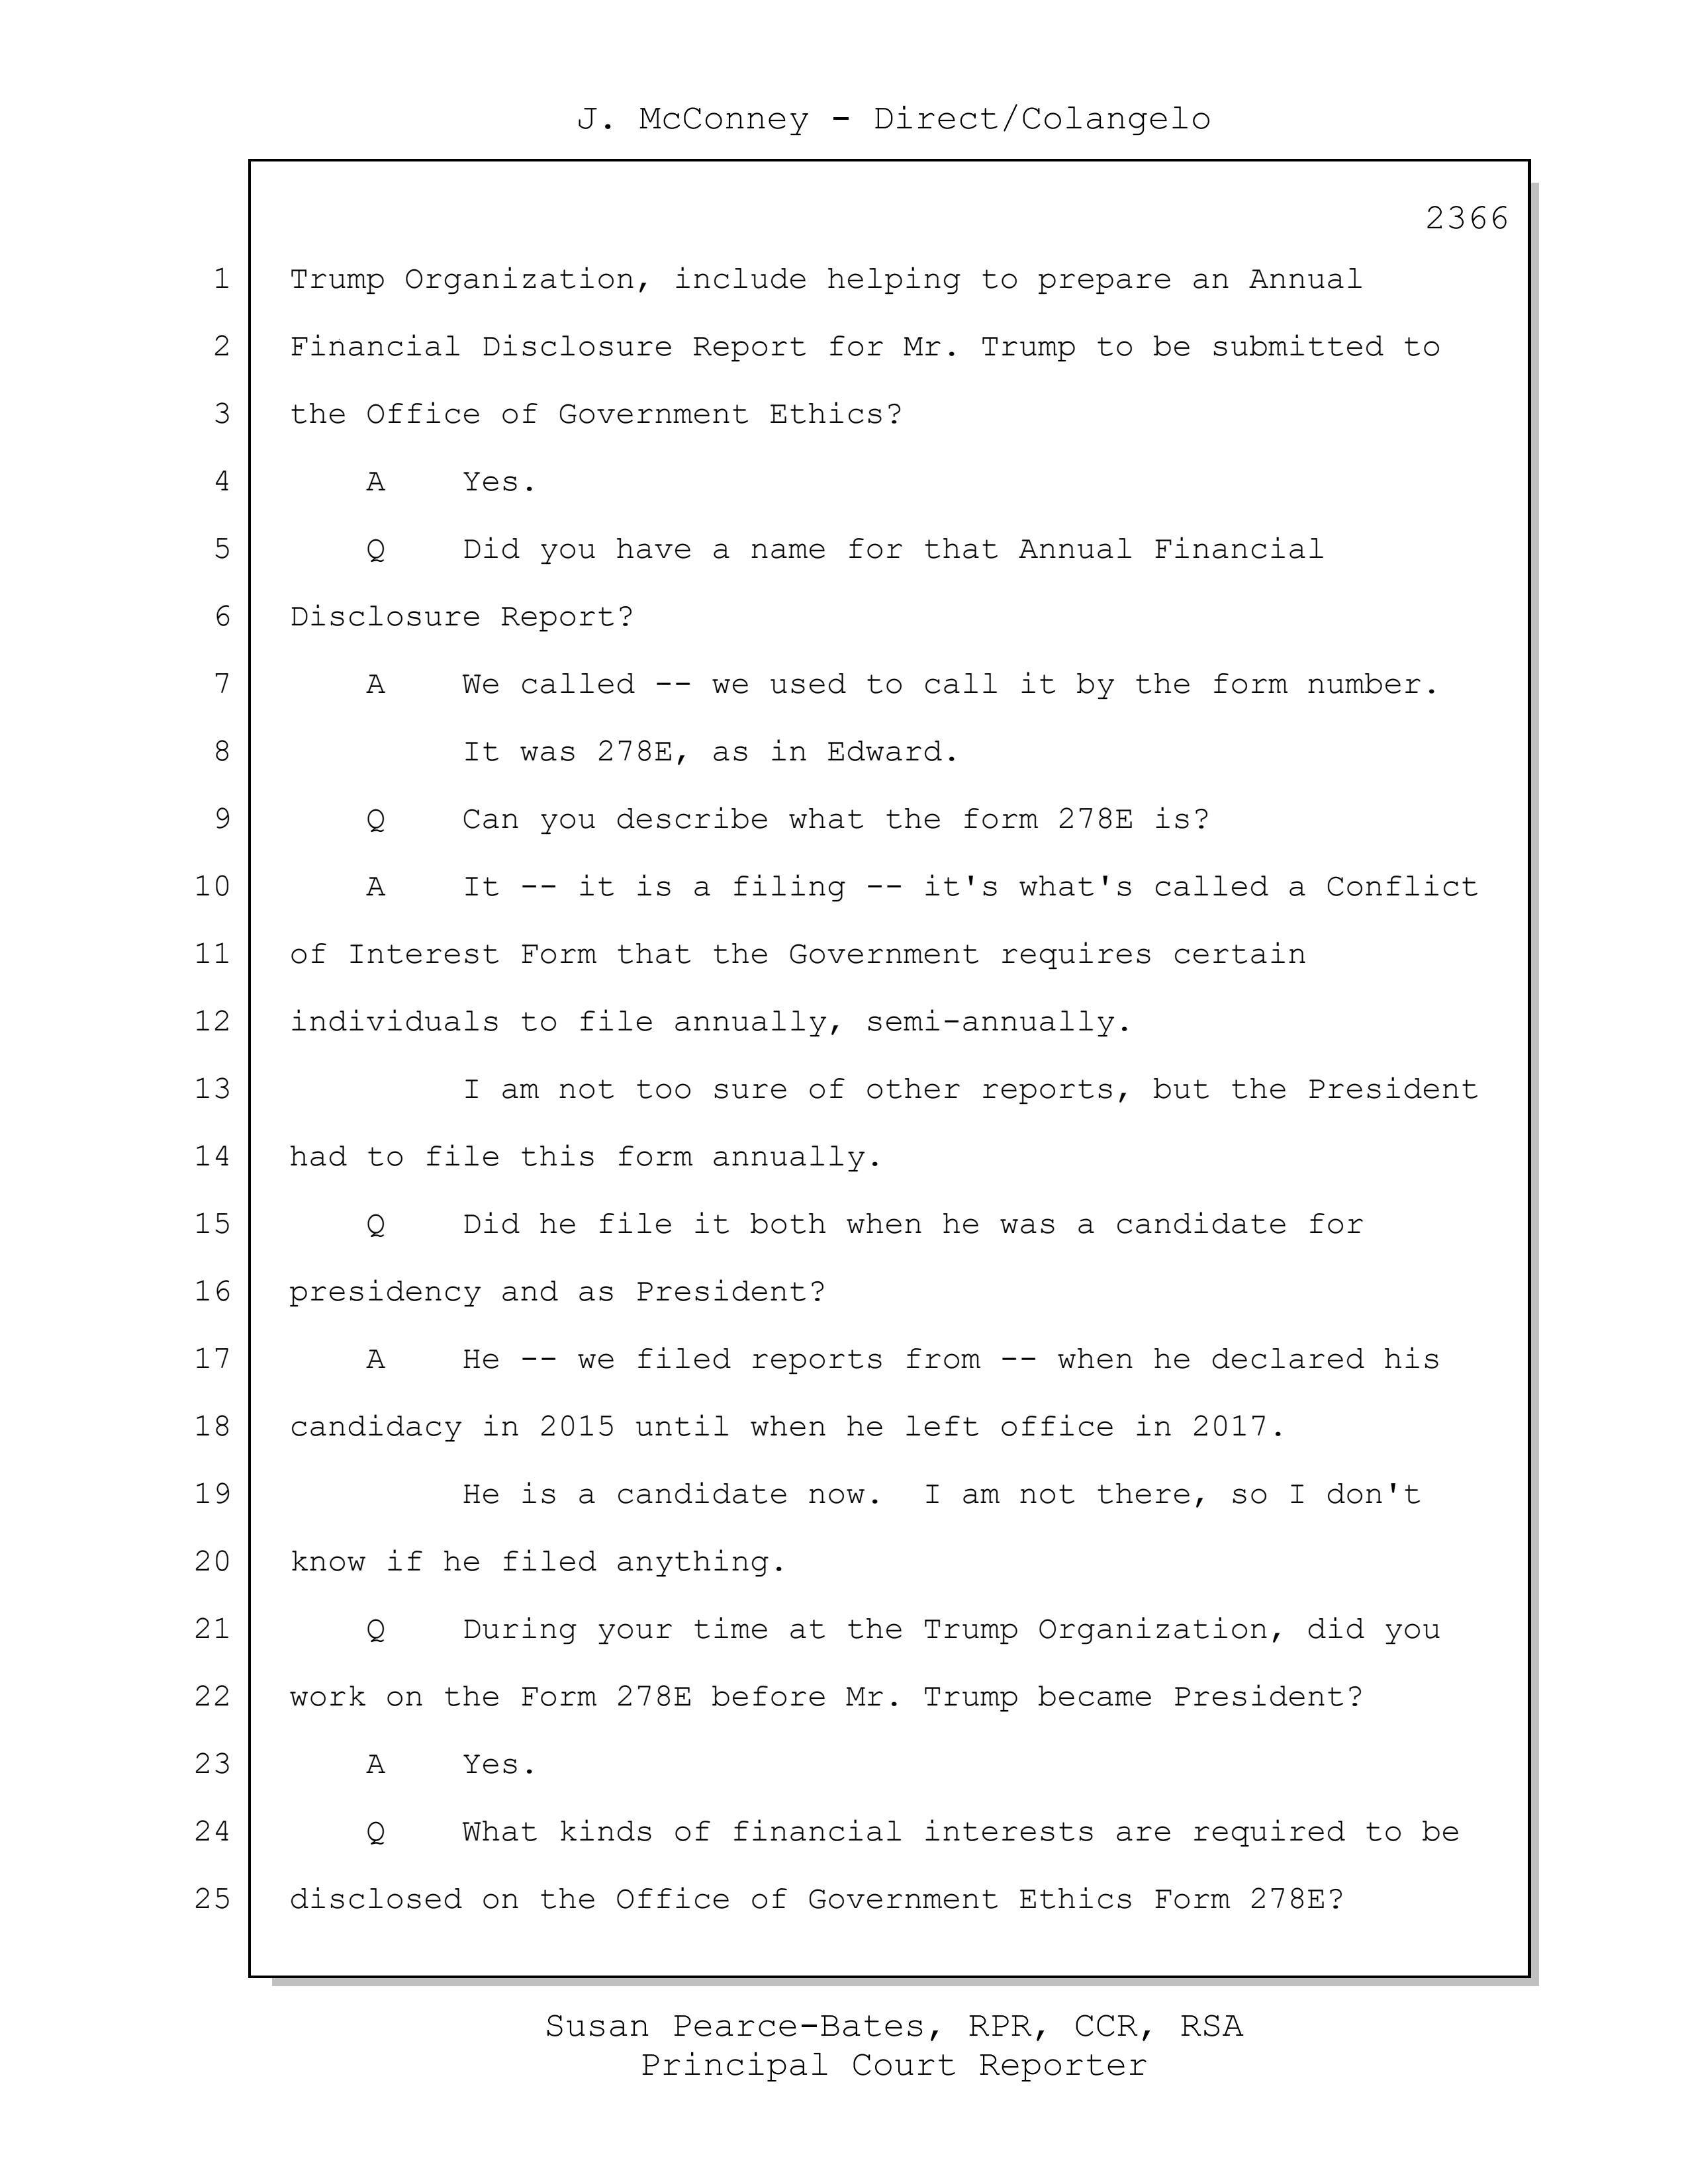 J. McConney - Direct/Colangelo
2366
1 Trump Organization, include helping to prepare an Annual
2 Financial Disclosure Report for Mr. Trump to be submitted to
3 the Office of Government Ethics?
4 A Yes.
5 Q Did you have a name for that Annual Financial
6 Disclosure Report?
7 A We called -- we used to call it by the form number.
8 It was 278E, as in Edward.
9 Q Can you describe what the form 278E is?
10 A It -- it is a filing -- it's what's called a Conflict
11 of Interest Form that the Government requires certain
12 individuals to file annually, semi-annually.
13 I am not too sure of other reports, but the President
14 had to file this form annually.
15 Q Did he file it both when he was a candidate for
16 presidency and as President?
17 A He -- we filed reports from -- when he declared his
18 candidacy in 2015 until when he left office in 2017.
19 He is a candidate now.  I am not there, so I don't
20 know if he filed anything.
21 Q During your time at the Trump Organization, did you
22 work on the Form 278E before Mr. Trump became President?
23 A Yes.
24 Q What kinds of financial interests are required to be
25 disclosed on the Office of Government Ethics Form 278E?
Susan Pearce-Bates, RPR, CCR, RSA
Principal Court Reporter